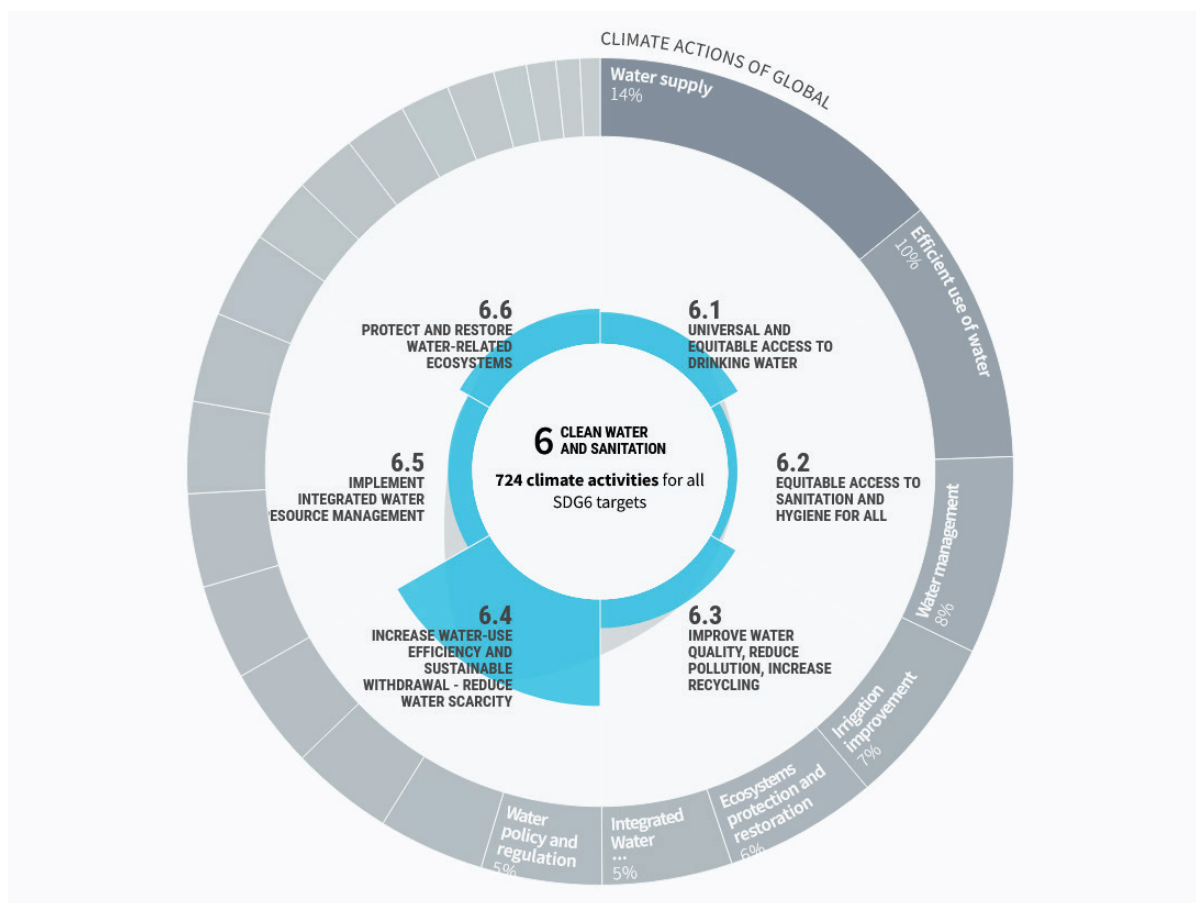 CLIMATE ACTIONS OF GLOBAL
Water supply
14%
Efficient use of water
10%
Water management
8%
Irrigation
improvement
7%
Ecosystems
protection and
restoration
6%
Integrated
Water
...
5%
Water
policy and
regulation
5%
6.1
UNIVERSAL AND
EQUITABLE ACCESS TO
DRINKING WATER
6.2
EQUITABLE ACCESS TO
SANITATION AND
HYGIENE FOR ALL
6.3
IMPROVE WATER
QUALITY, REDUCE
POLLUTION, INCREASE
RECYCLING
6.4
INCREASE WATER-USE
EFFICIENCY AND
SUSTAINABLE
WITHDRAWAL - REDUCE
WATER SCARCITY
6.5
IMPLEMENT
INTEGRATED WATER
ESOURCE MANAGEMENT
6.6
PROTECT AND RESTORE
WATER-RELATED
ECOSYSTEMS
6 CLEAN WATER
AND SANITATION
724 climate activities for all
SDG6 targets